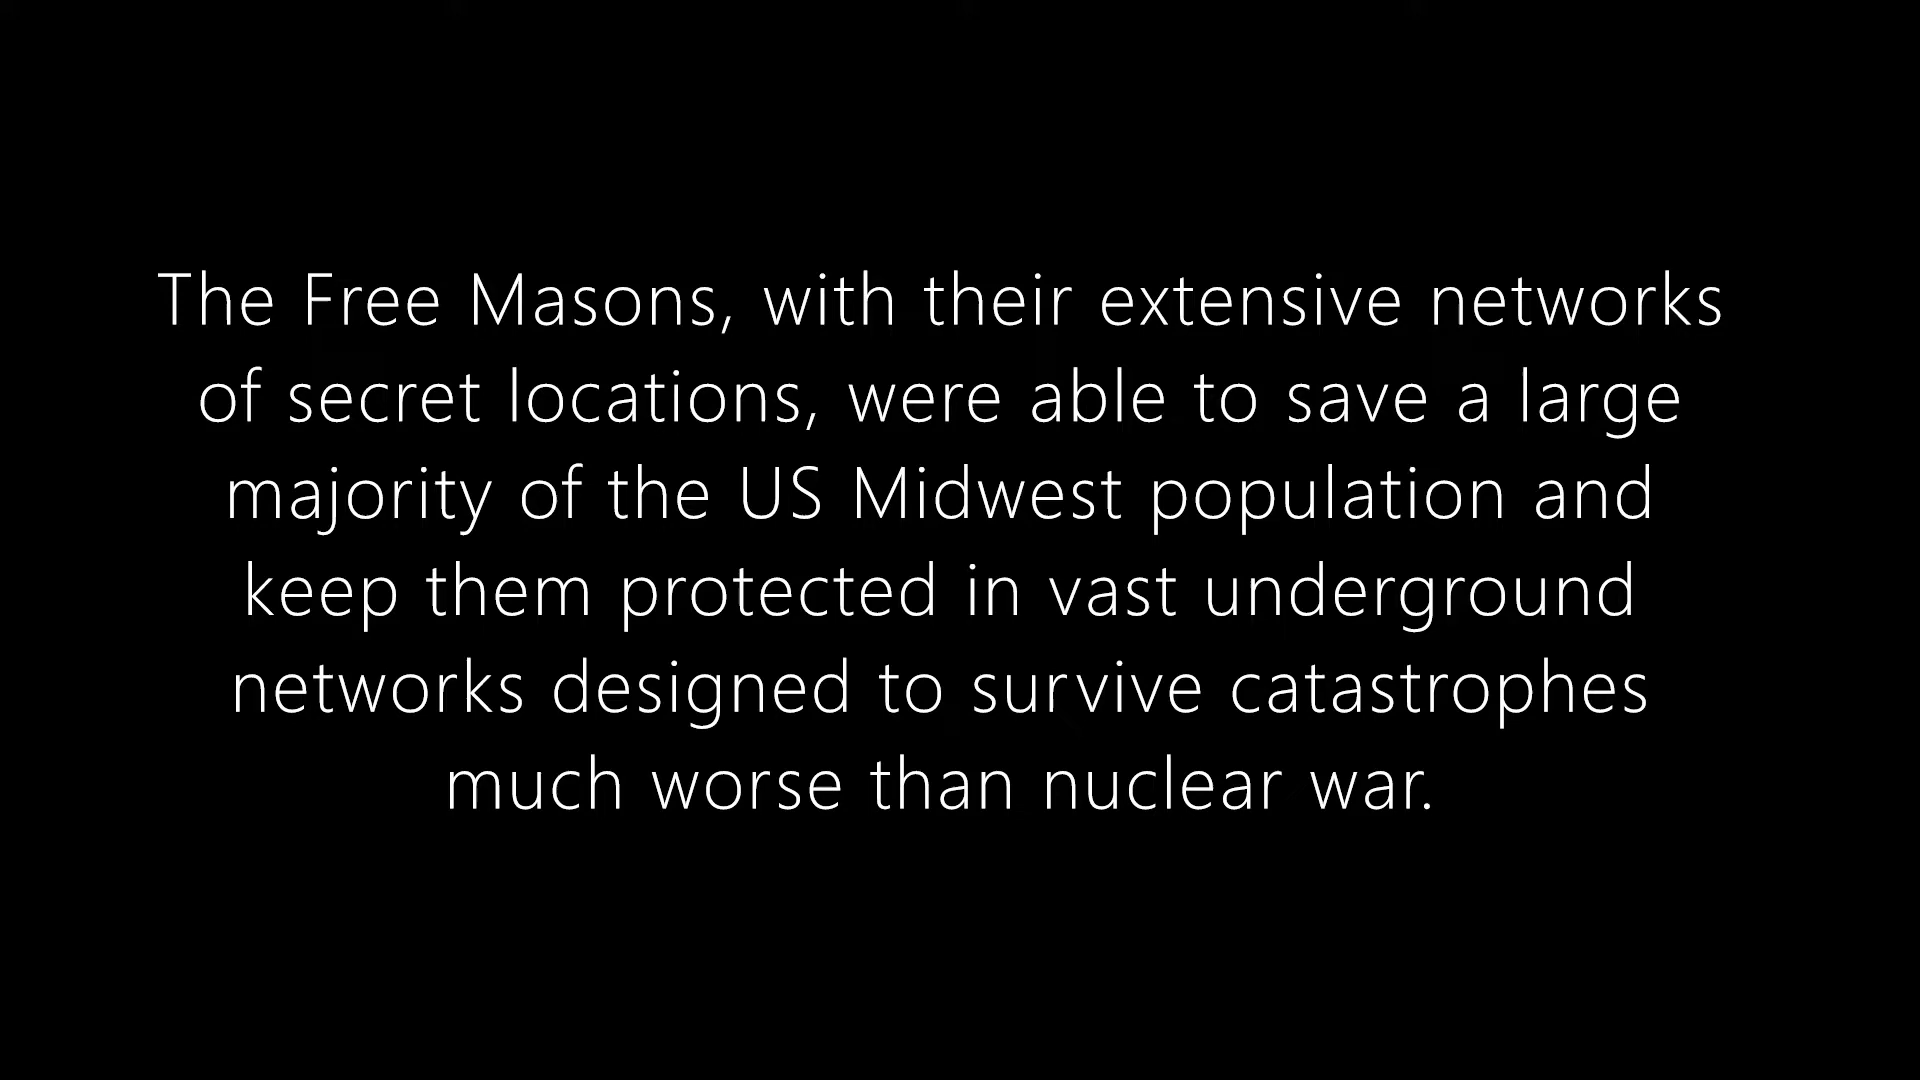 The Free Masons, with their extensive networks
of secret locations, were able to save a large
majority of the US Midwest population and
keep them protected in vast underground
networks designed to survive catastrophes
much worse than nuclear war.